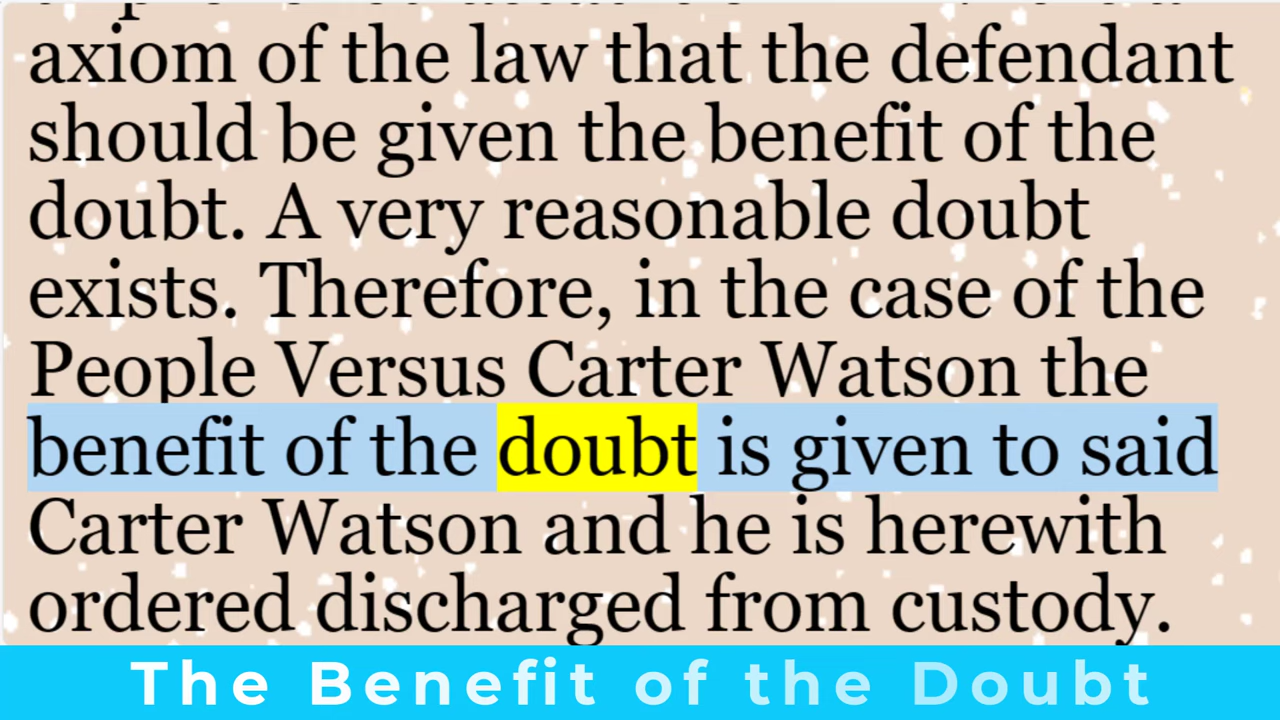 axiom of the law that the defendant
should be given the benefit of the
doubt. A very reasonable doubt
exists. Therefore, in the case of the
People Versus Carter Watson the
benefit of the doubt is given to said
Carter Watson and he is herewith
ordered discharged from custody.
The Benefit of the Doubt